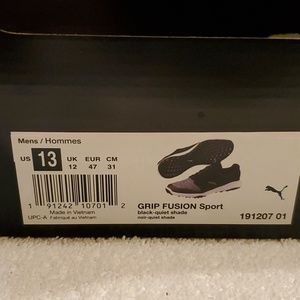 Mens / Hommes
US 13 UK 12 EUR 47 CM 31
1 91242 10701 2
Made in Vietnam
UPC-A Fabriqué au Vietnam
GRIP FUSION Sport
black-quiet shade
noir-quiet shade
191207 01